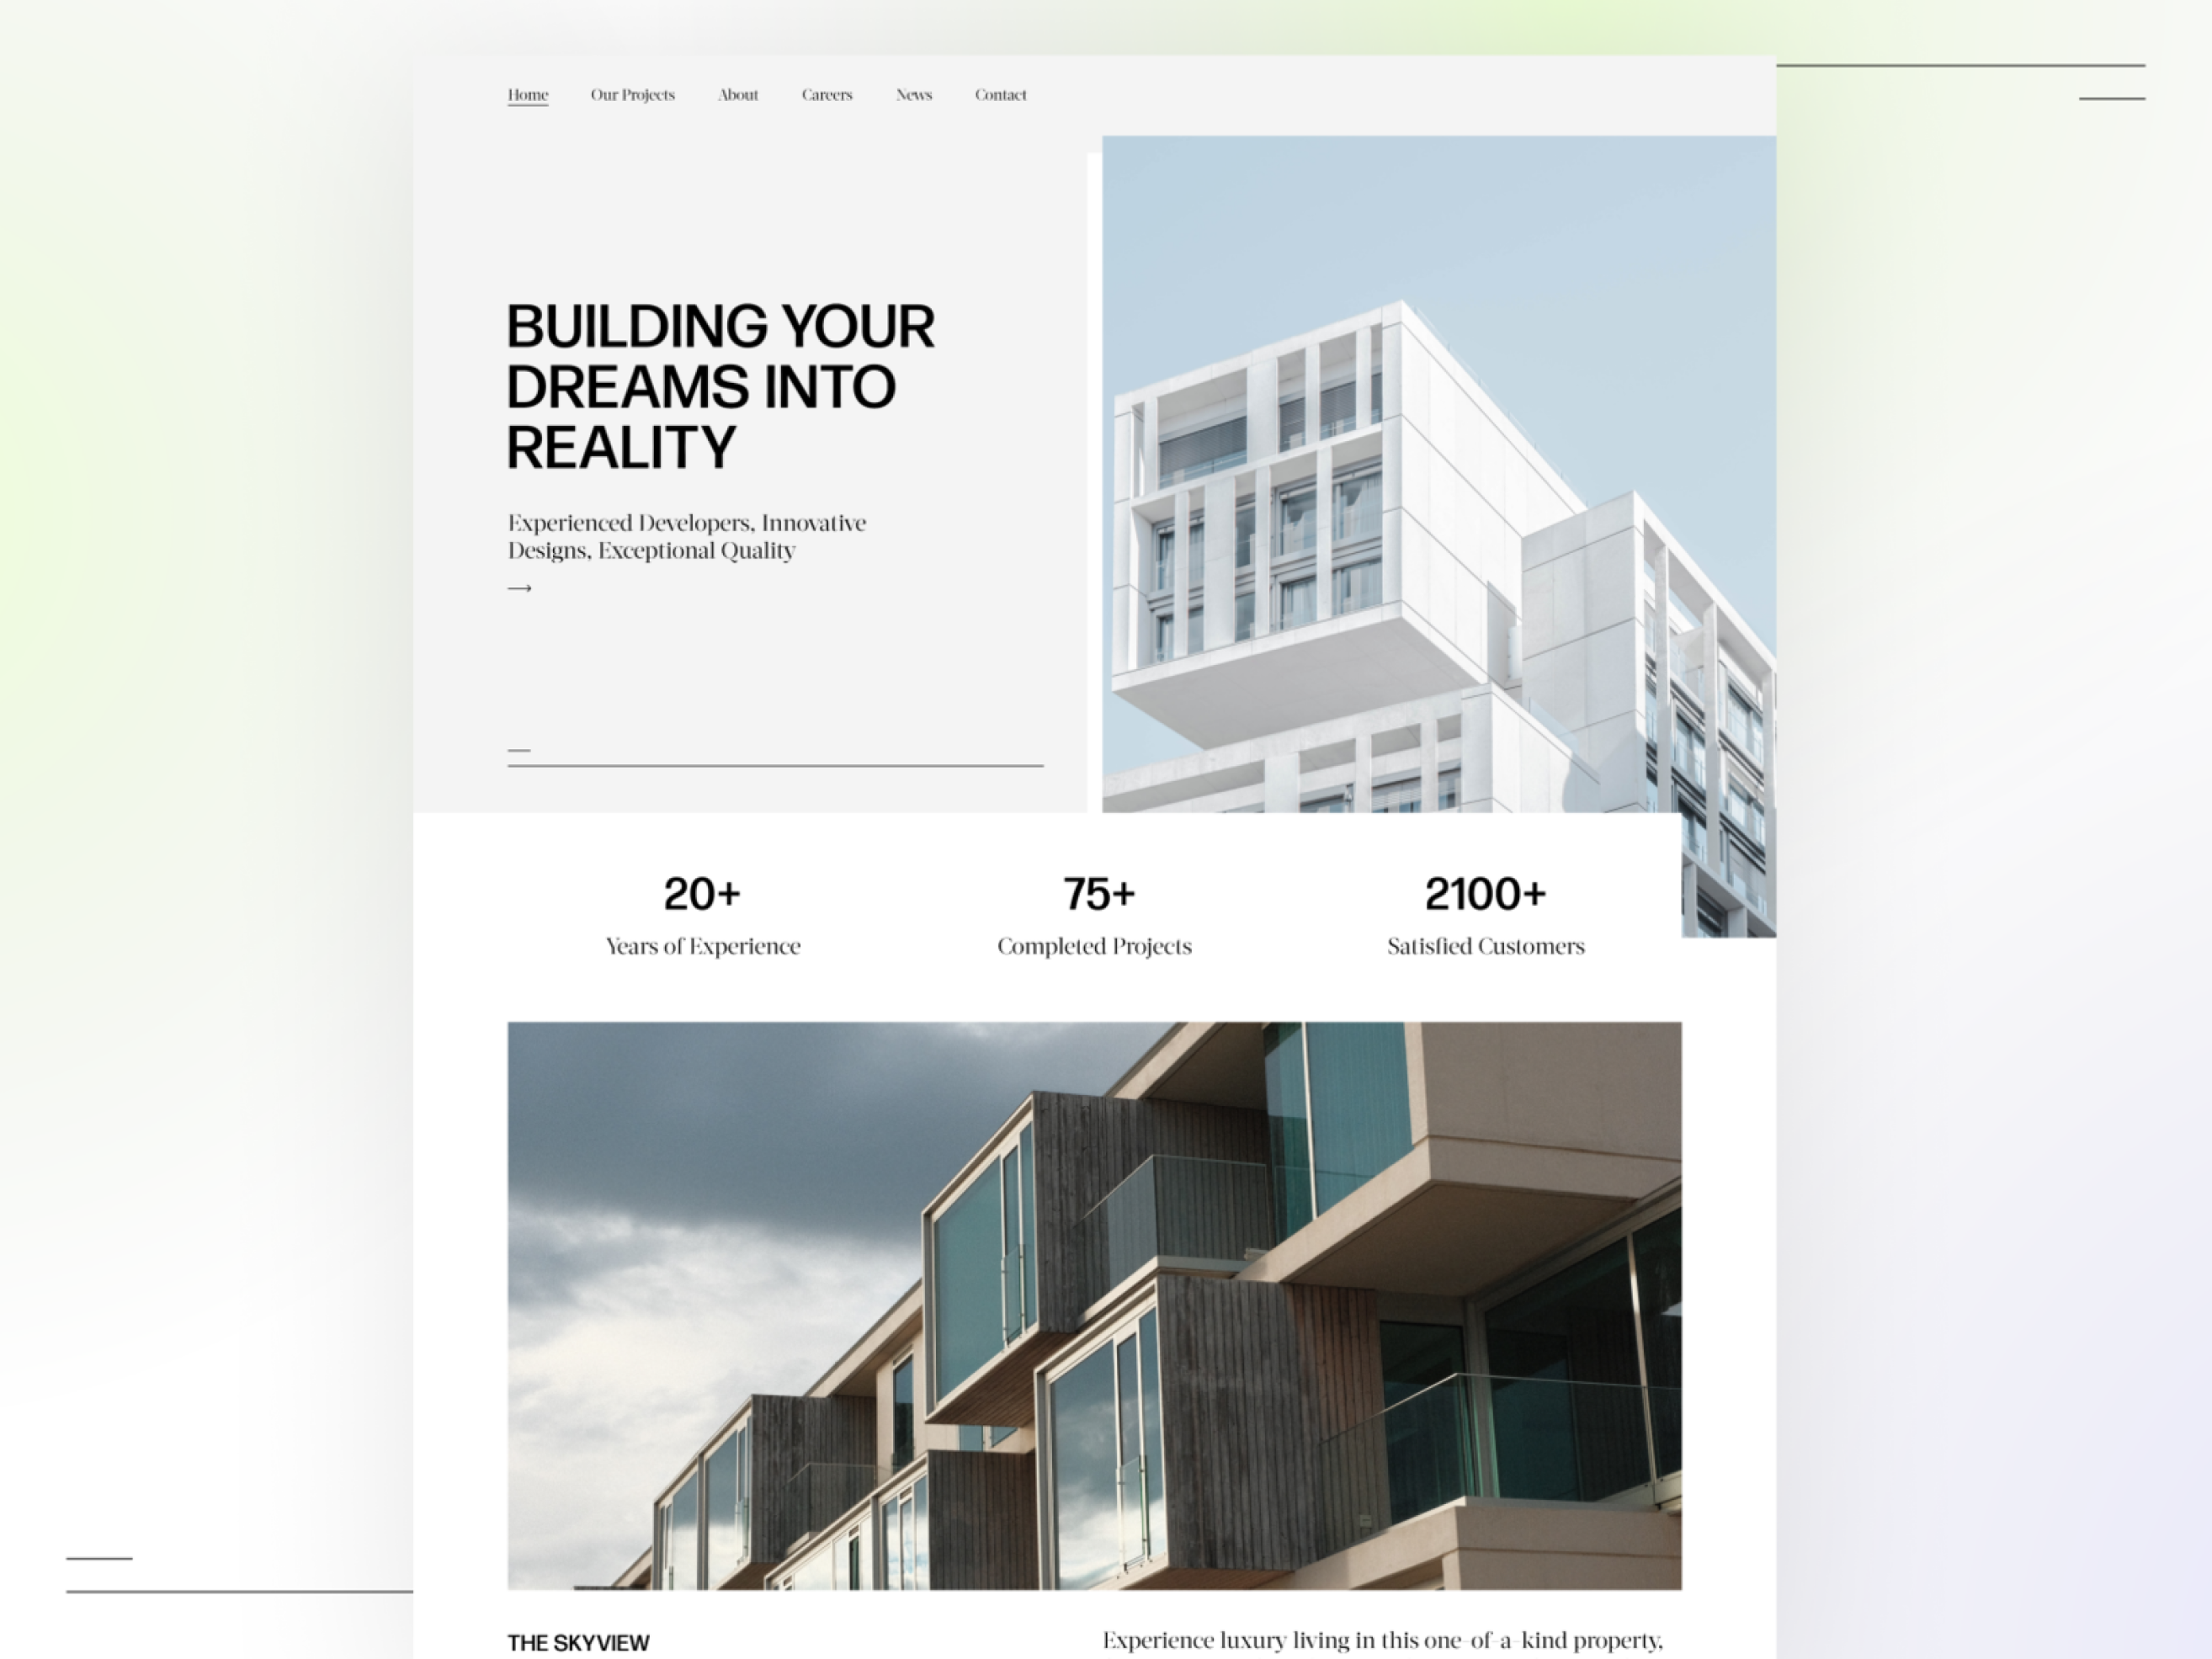 Home Our Projects About Careers News Contact
BUILDING YOUR
DREAMS INTO
REALITY
Experienced Developers, Innovative
Designs, Exceptional Quality
→
20+ 75+ 2100+
Years of Experience Completed Projects Satisfied Customers
THE SKYVIEW
Experience luxury living in this one-of-a-kind property,